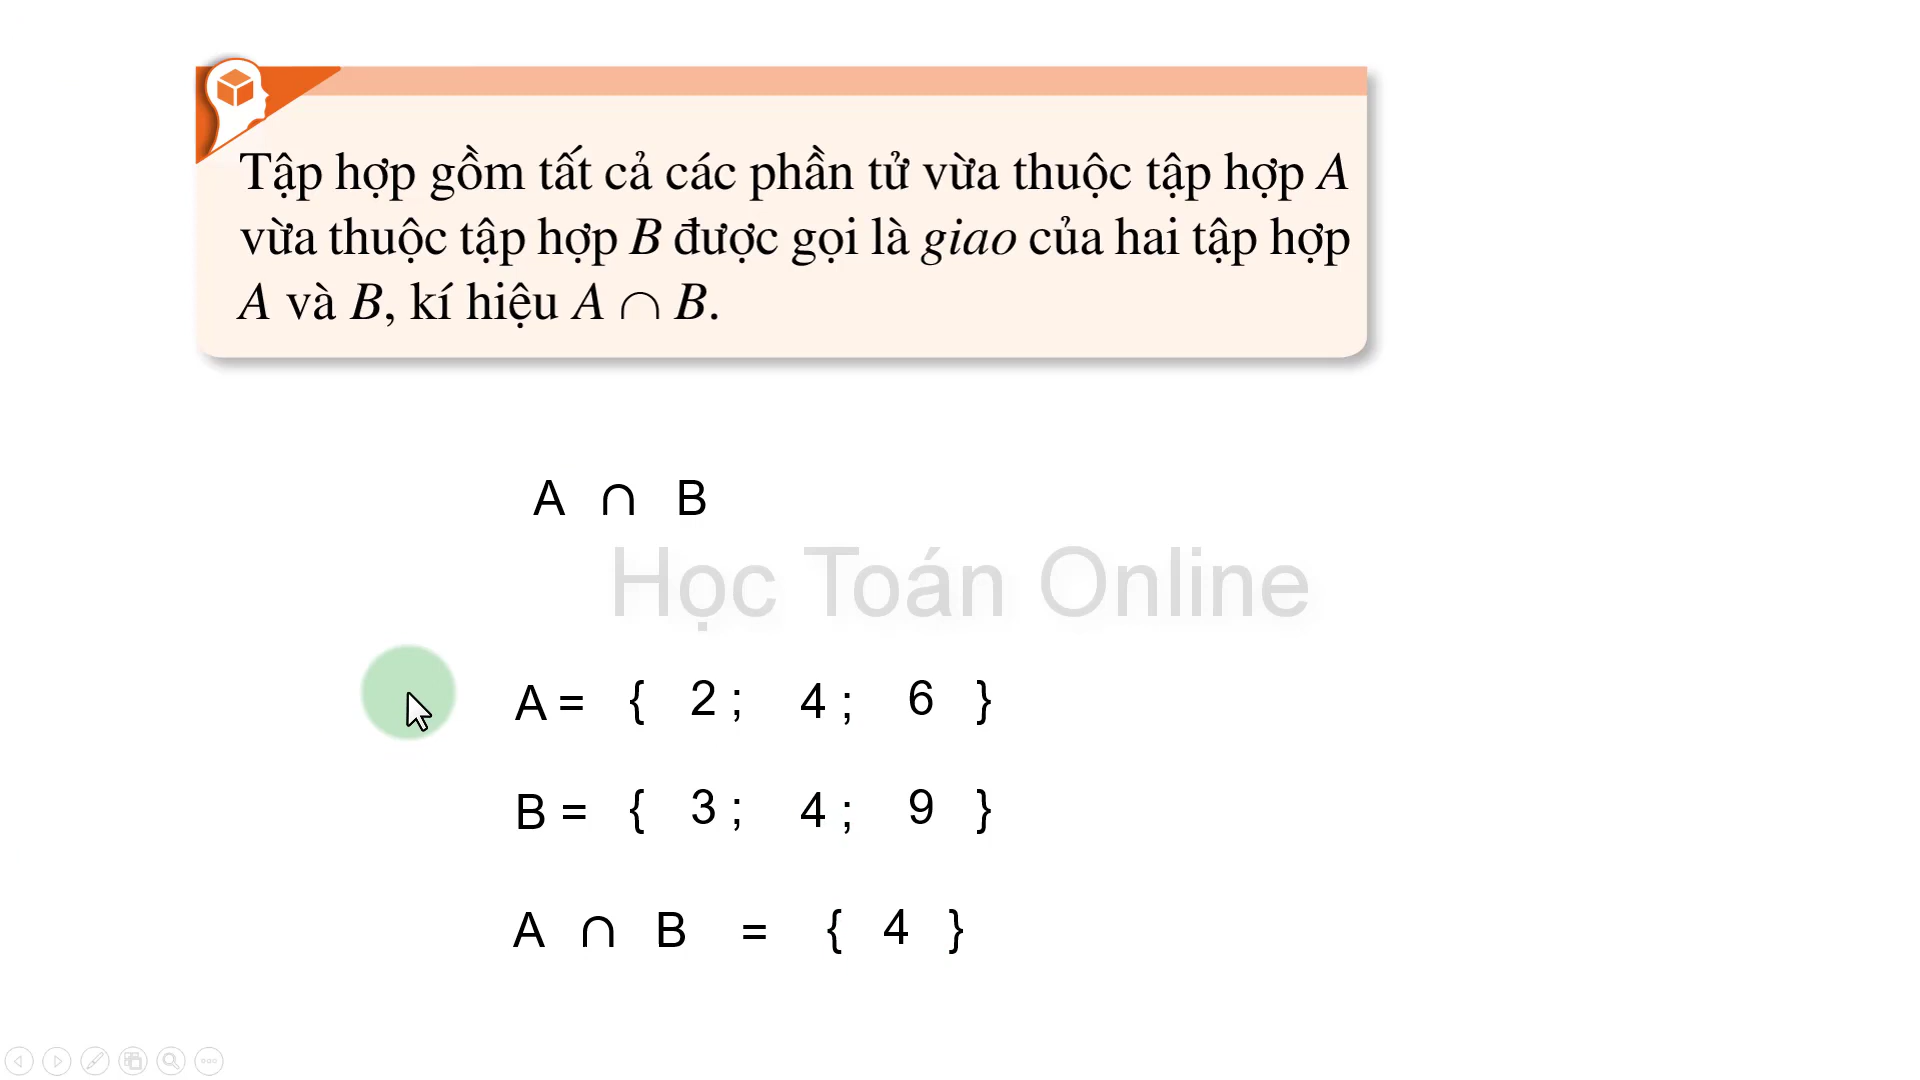 Tập hợp gồm tất cả các phần tử vừa thuộc tập hợp A
vừa thuộc tập hợp B được gọi là giao của hai tập hợp
A và B, kí hiệu A ∩ B.
A ∩ B
Học Toán Online
A = { 2 ; 4 ; 6 }
B = { 3 ; 4 ; 9 }
A ∩ B = { 4 }